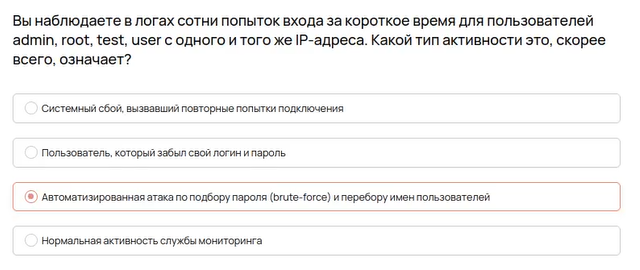 Вы наблюдаете в логах сотни попыток входа за короткое время для пользователей
admin, root, test, user с одного и того же IP-адреса. Какой тип активности это, скорее
всего, означает?
Системный сбой, вызвавший повторные попытки подключения
Пользователь, который забыл свой логин и пароль
Автоматизированная атака по подбору пароля (brute-force) и перебору имен пользователей
Нормальная активность службы мониторинга